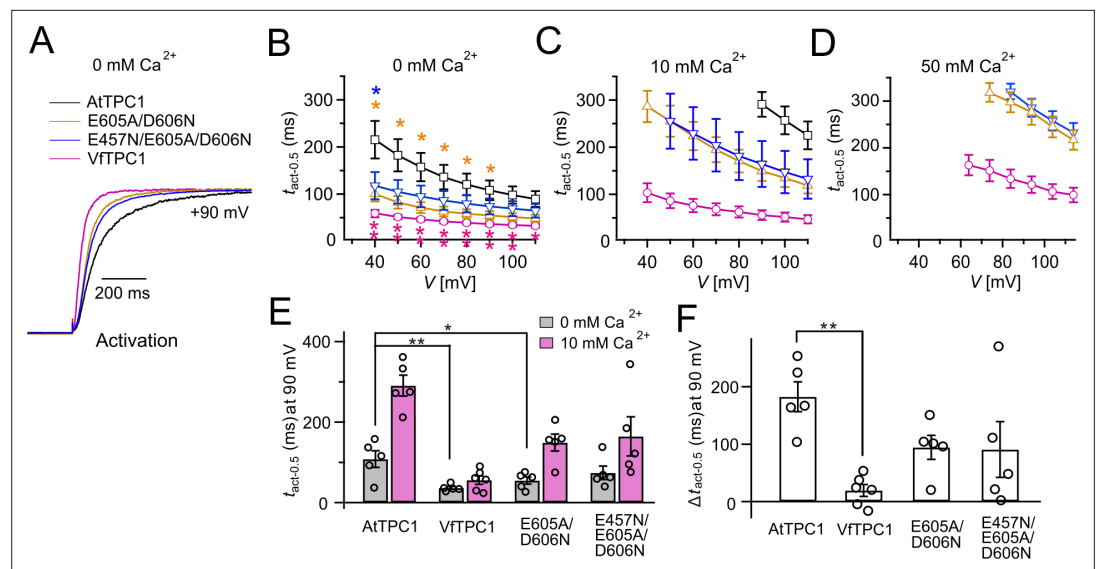 A
0 mM Ca2+
AtTPC1
E605A/D606N
E457N/E605A/D606N
VfTPC1
+90 mV
200 ms
Activation
B
0 mM Ca2+
tact-0.5 (ms)
300
200
100
0
40 60 80 100
V [mV]
* *
* * * * *
* * * * * * * *
* * * * * * *
C
10 mM Ca2+
tact-0.5 (ms)
300
200
100
0
40 60 80 100
V [mV]
D
50 mM Ca2+
tact-0.5 (ms)
300
200
100
0
40 60 80 100
V [mV]
E
0 mM Ca2+
10 mM Ca2+
tact-0.5 (ms) at 90 mV
400
200
0
*
**
AtTPC1
VfTPC1
E605A/
D606N
E457N/
E605A/
D606N
F
Δtact-0.5 (ms) at 90 mV
200
100
0
**
AtTPC1
VfTPC1
E605A/
D606N
E457N/
E605A/
D606N